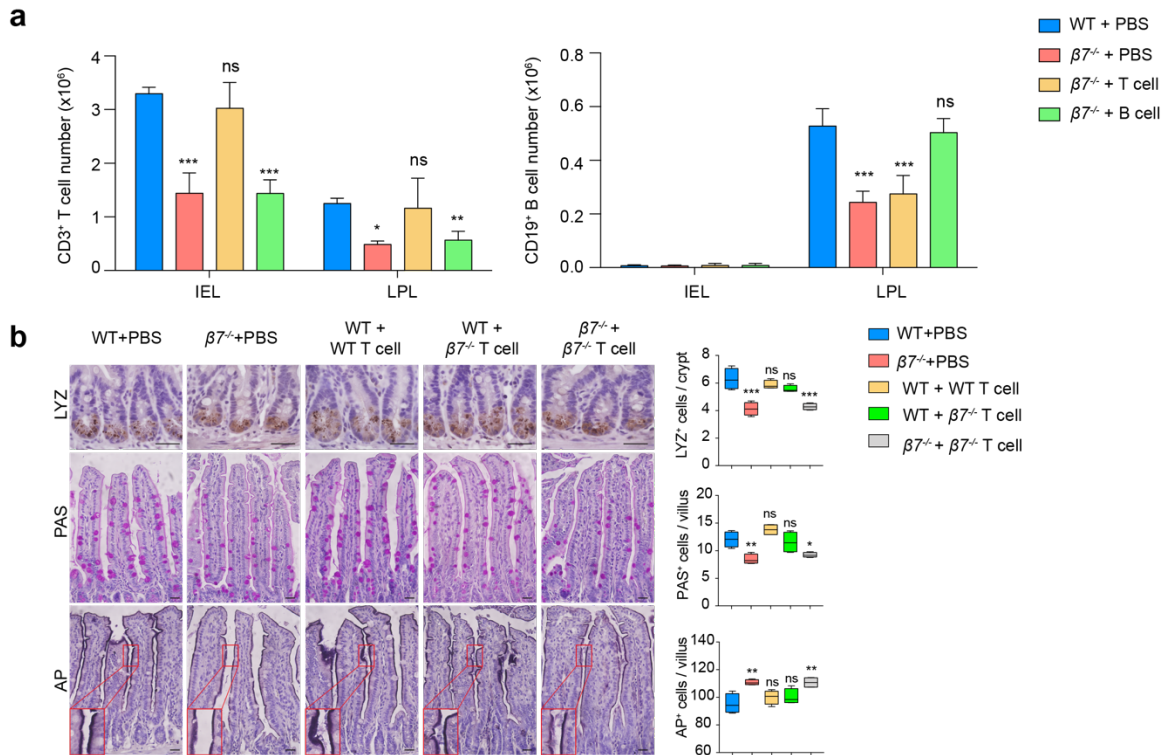 a
CD3⁺ T cell number (x10⁶)
4
3
2
1
0
ns
***
***
ns
*
**
IEL
LPL
CD19⁺ B cell number (x10⁶)
0.8
0.6
0.4
0.2
0.0
***
***
ns
IEL
LPL
WT + PBS
β7⁻/⁻ + PBS
β7⁻/⁻ + T cell
β7⁻/⁻ + B cell
b
WT+PBS
β7⁻/⁻+PBS
WT +
WT T cell
WT +
β7⁻/⁻ T cell
β7⁻/⁻ +
β7⁻/⁻ T cell
LYZ
PAS
AP
LYZ⁺ cells / crypt
8
6
4
2
0
***
ns
ns
***
PAS⁺ cells / villus
20
15
10
5
0
**
ns
ns
*
AP⁺ cells / villus
140
120
100
80
60
**
ns
ns
**
WT+PBS
β7⁻/⁻+PBS
WT + WT T cell
WT + β7⁻/⁻ T cell
β7⁻/⁻ + β7⁻/⁻ T cell